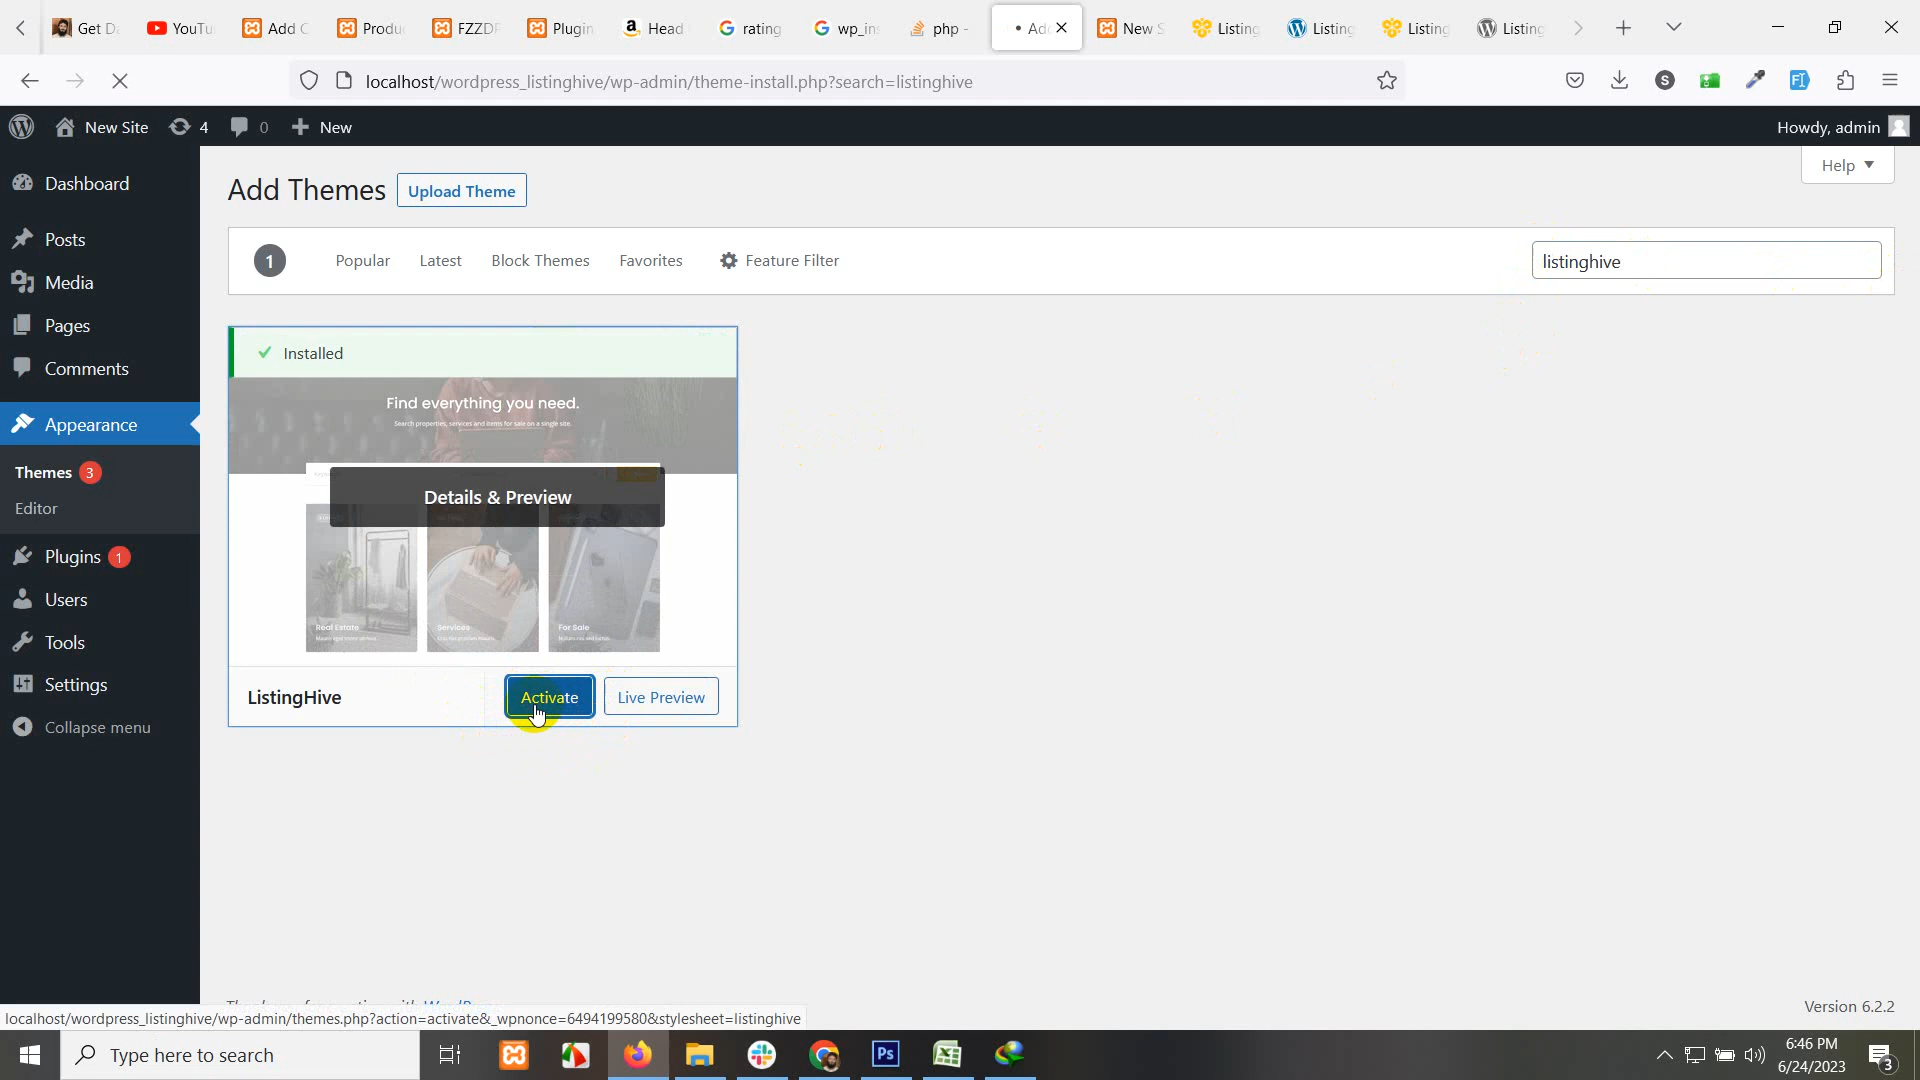 Get D
YouTu
Add C
Produ
FZZDF
Plugin
a Head
G rating
G wp_in
php -
Ad
New S
Listing
Listing
Listing
Listing
localhost/wordpress_listinghive/wp-admin/theme-install.php?search=listinghive
S
New Site
4
0
New
Howdy, admin
Dashboard
Posts
Media
Pages
Comments
Appearance
Themes 3
Editor
Plugins 1
Users
Tools
Settings
Collapse menu
Help
Add Themes
Upload Theme
1
Popular
Latest
Block Themes
Favorites
Feature Filter
listinghive
Installed
Find everything you need.
Search properties, services and items for sale on a single site.
Details & Preview
Real Estate
Services
For Sale
ListingHive
Activate
Live Preview
Version 6.2.2
localhost/wordpress_listinghive/wp-admin/themes.php?action=activate&_wpnonce=6494199580&stylesheet=listinghive
Type here to search
Ps
6:46 PM
6/24/2023
3